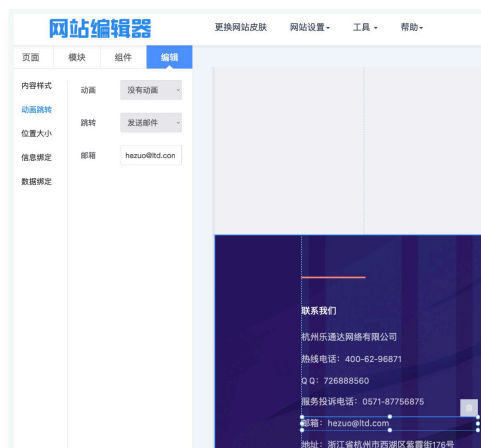 网站编辑器
更换网站皮肤 网站设置 工具 帮助
页面 模块 组件 编辑
内容样式
动画跳转
位置大小
信息绑定
数据绑定
动画 没有动画
跳转 发送邮件
邮箱 hezuo@ltd.con
联系我们
杭州乐通达网络有限公司
热线电话：400-62-96871
Q Q：726888560
服务投诉电话：0571-87756875
邮箱：hezuo@ltd.com
地址：浙江省杭州市西湖区紫霞街176号